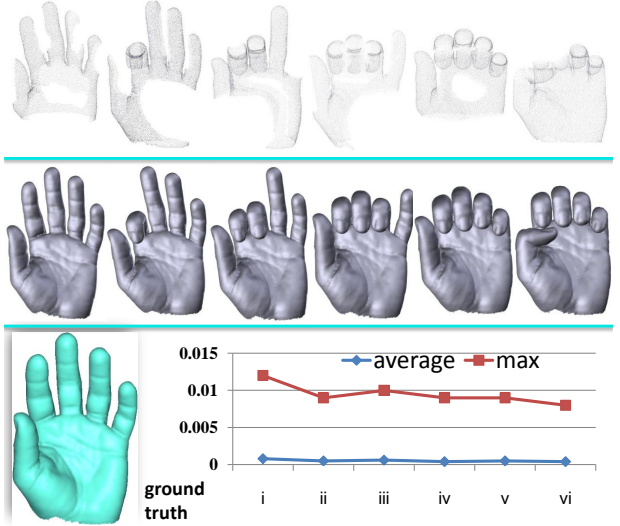 0.015
average
max
0.01
0.005
0
i
ii
iii
iv
v
vi
ground
truth